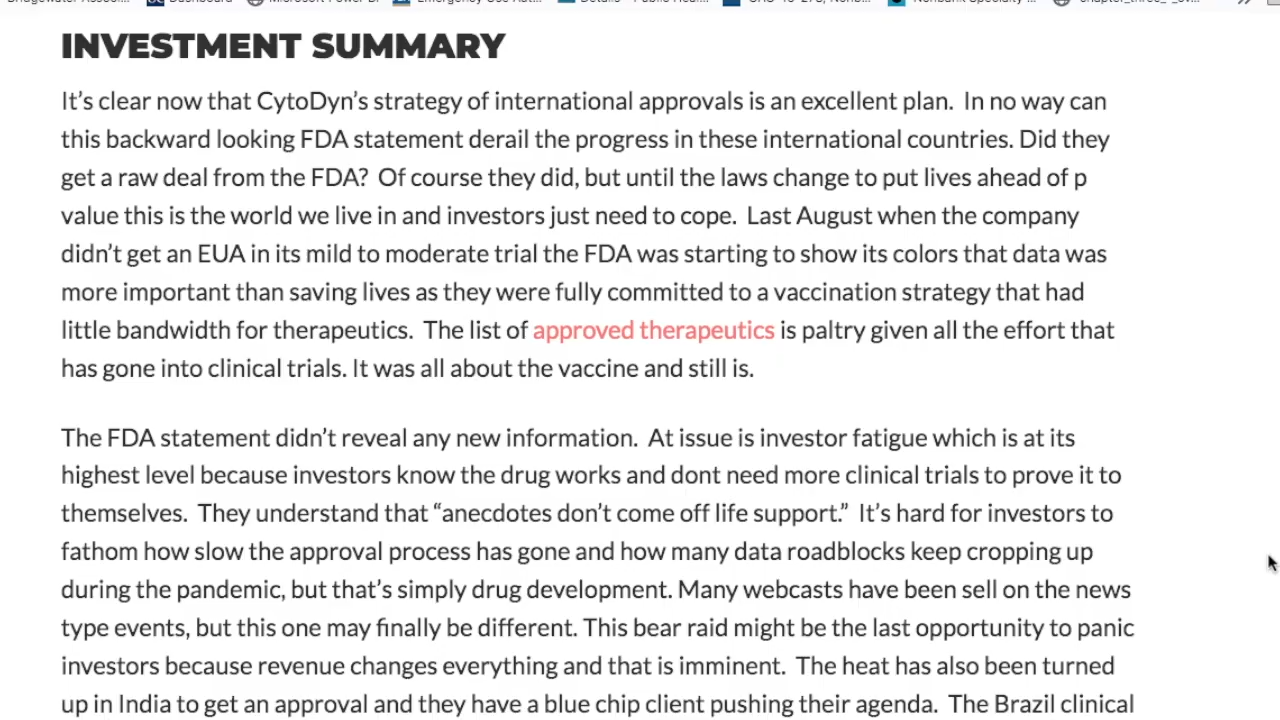 Dashboard
INVESTMENT SUMMARY
It's clear now that CytoDyn's strategy of international approvals is an excellent plan.  In no way can
this backward looking FDA statement derail the progress in these international countries. Did they
get a raw deal from the FDA?  Of course they did, but until the laws change to put lives ahead of p
value this is the world we live in and investors just need to cope.  Last August when the company
didn't get an EUA in its mild to moderate trial the FDA was starting to show its colors that data was
more important than saving lives as they were fully committed to a vaccination strategy that had
little bandwidth for therapeutics.  The list of approved therapeutics is paltry given all the effort that
has gone into clinical trials. It was all about the vaccine and still is.
The FDA statement didn't reveal any new information.  At issue is investor fatigue which is at its
highest level because investors know the drug works and dont need more clinical trials to prove it to
themselves.  They understand that “anecdotes don't come off life support.”  It's hard for investors to
fathom how slow the approval process has gone and how many data roadblocks keep cropping up
during the pandemic, but that's simply drug development. Many webcasts have been sell on the news
type events, but this one may finally be different. This bear raid might be the last opportunity to panic
investors because revenue changes everything and that is imminent.  The heat has also been turned
up in India to get an approval and they have a blue chip client pushing their agenda.  The Brazil clinical